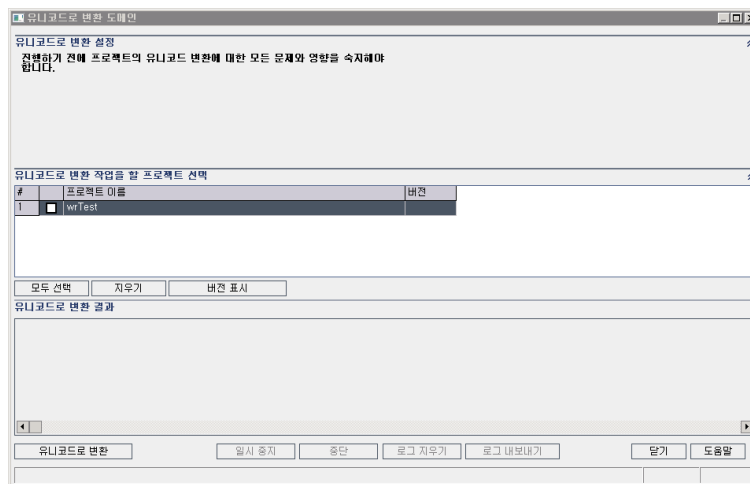 유니코드로 변환 도메인
유니코드로 변환 설정
진행하기 전에 프로젝트의 유니코드 변환에 대한 모든 문제와 영향을 숙지해야
합니다.
유니코드로 변환 작업을 할 프로젝트 선택
# 프로젝트 이름 버전
1 wrTest
모두 선택 지우기 버전 표시
유니코드로 변환 결과
유니코드로 변환 일시 중지 중단 로그 지우기 로그 내보내기 닫기 도움말